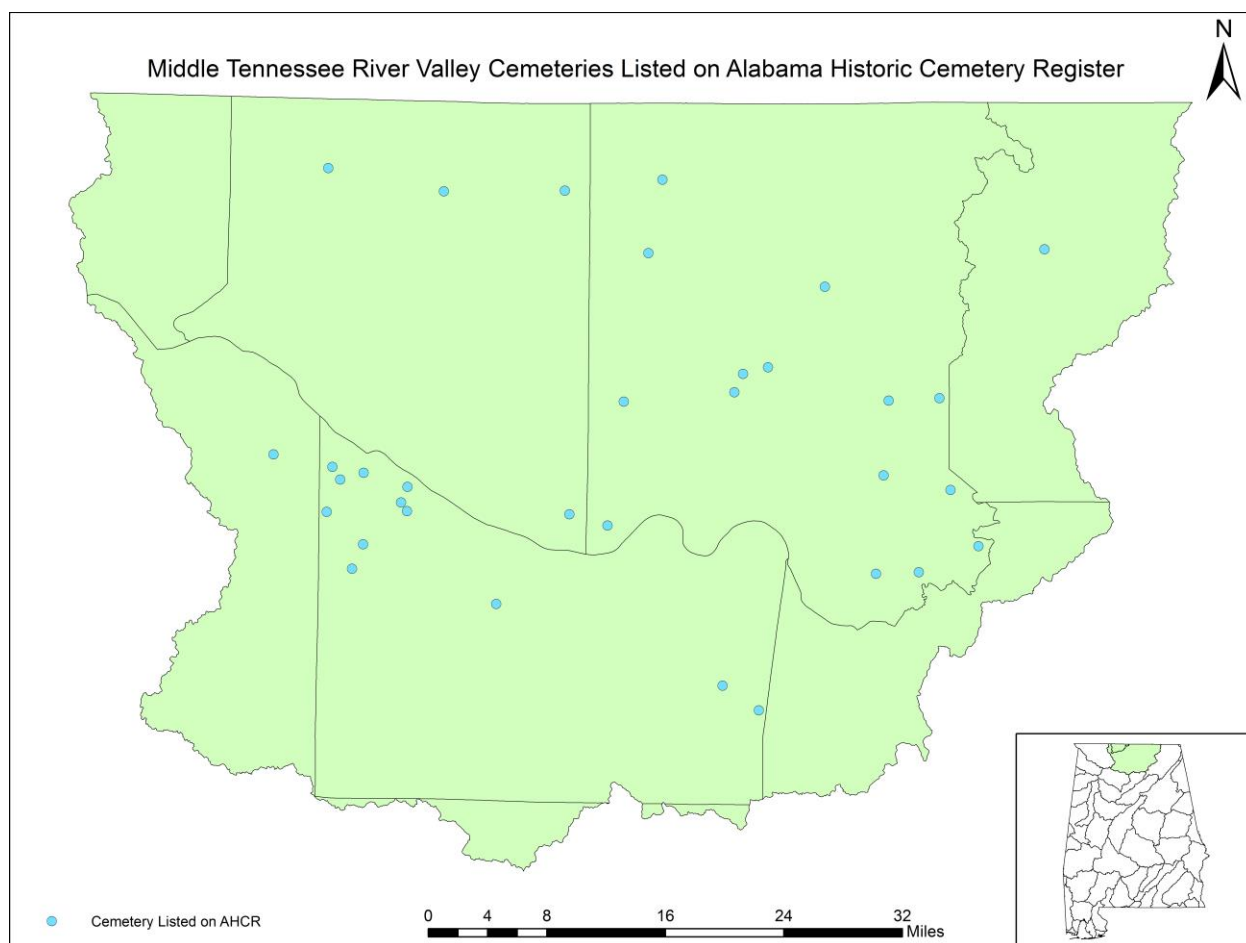 N
Middle Tennessee River Valley Cemeteries Listed on Alabama Historic Cemetery Register
Cemetery Listed on AHCR
0 4 8 16 24 32
Miles